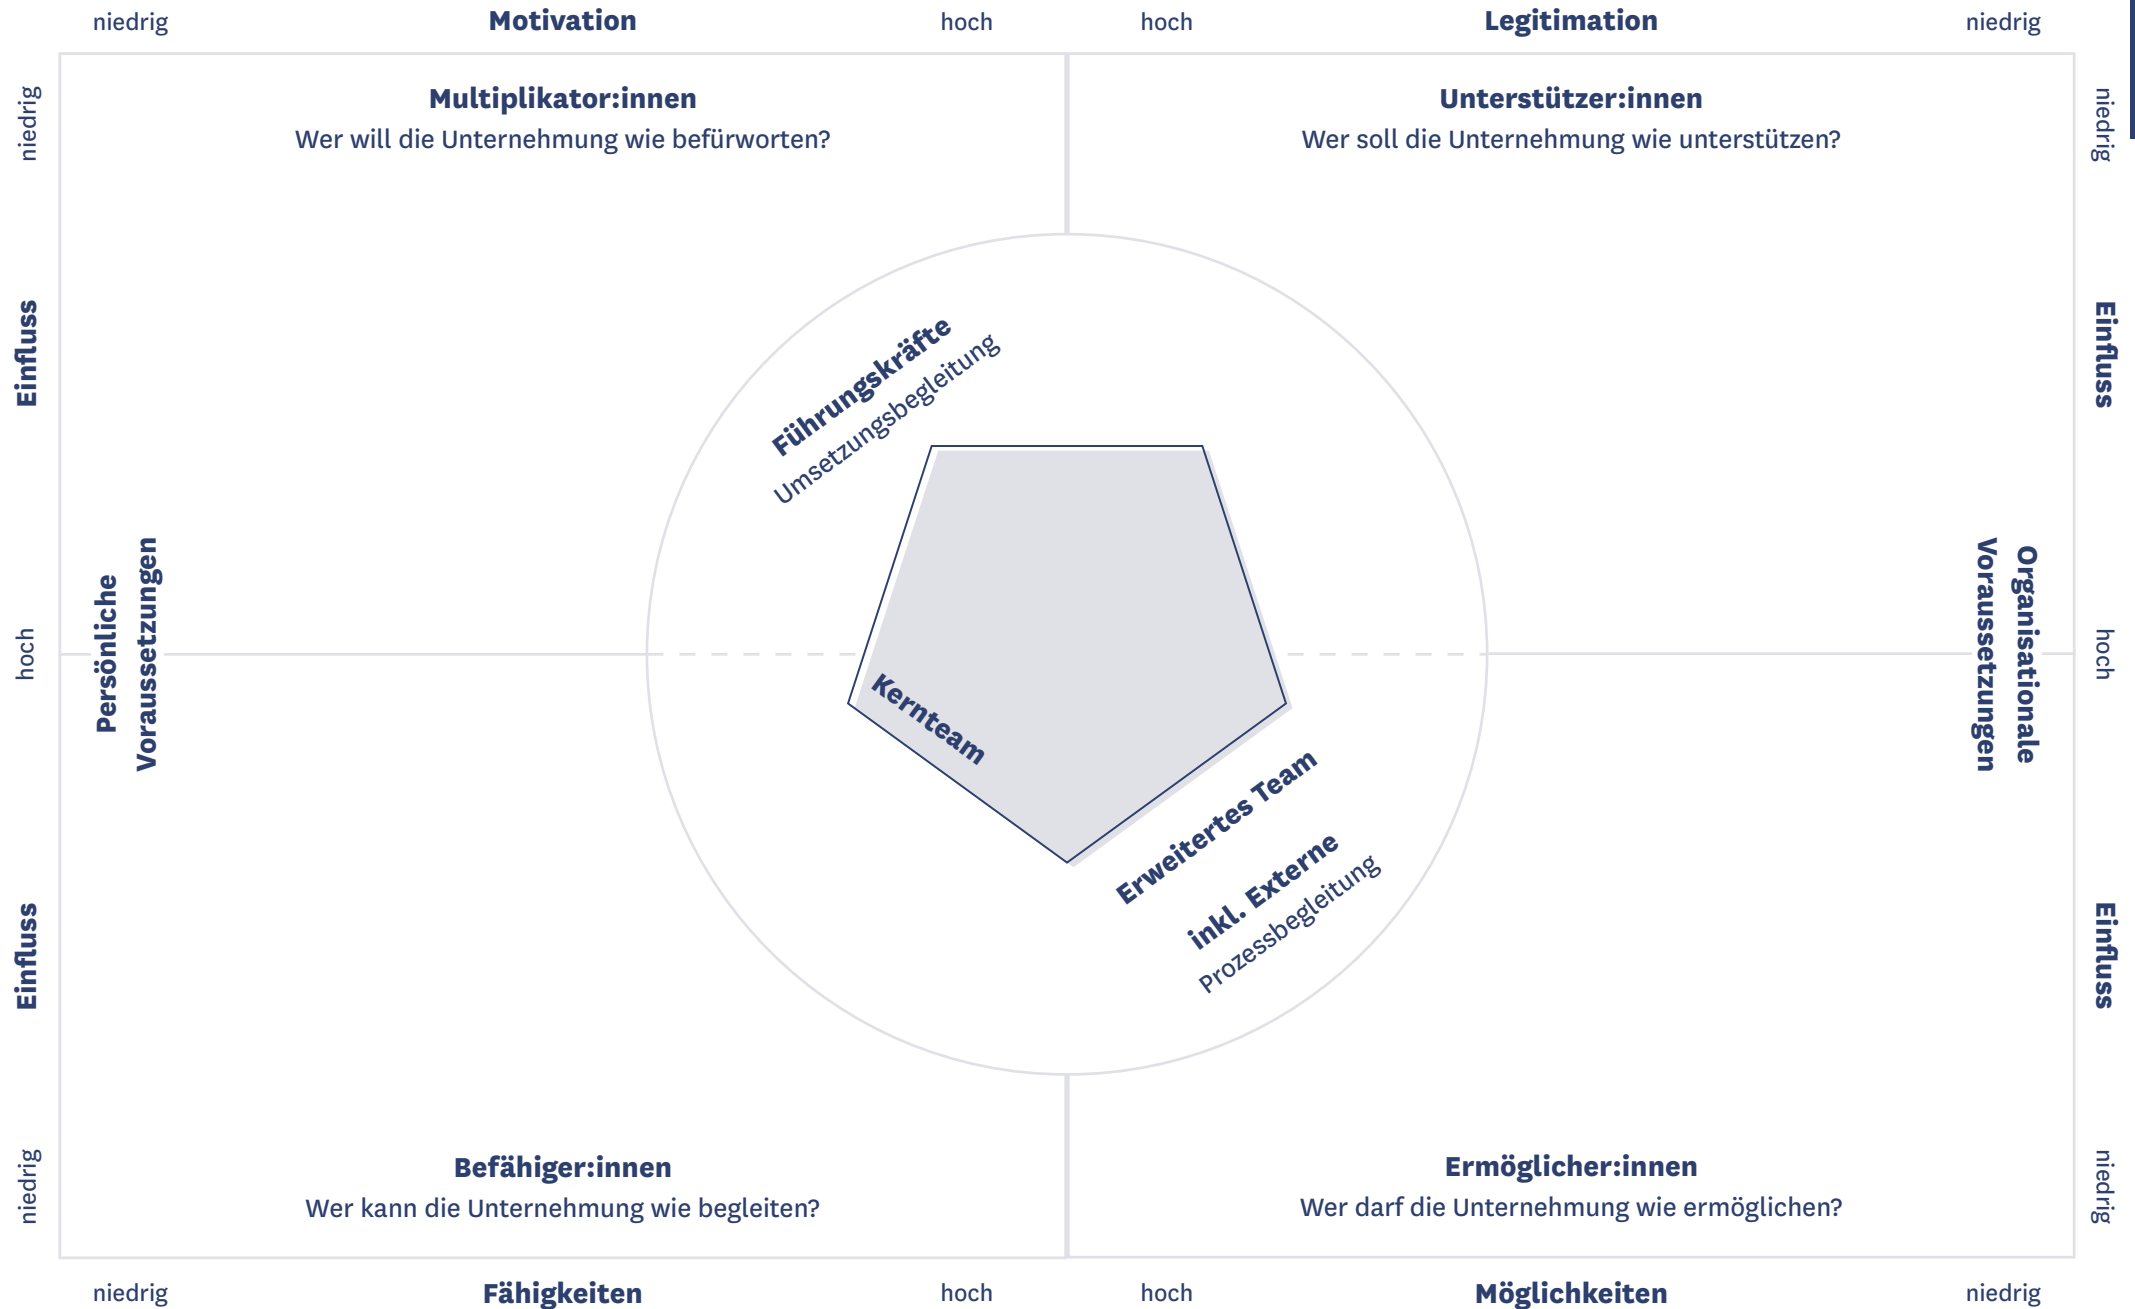 niedrig
Motivation
hoch
hoch
Legitimation
niedrig
niedrig
Multiplikator:innen
Wer will die Unternehmung wie befürworten?
Unterstützer:innen
Wer soll die Unternehmung wie unterstützen?
niedrig
Einfluss
Führungskräfte
Umsetzungsbegleitung
Einfluss
hoch
Persönliche
Voraussetzungen
Organisationale
Voraussetzungen
hoch
Kernteam
Erweitertes Team
inkl. Externe
Prozessbegleitung
Einfluss
Einfluss
niedrig
Befähiger:innen
Wer kann die Unternehmung wie begleiten?
Ermöglicher:innen
Wer darf die Unternehmung wie ermöglichen?
niedrig
niedrig
Fähigkeiten
hoch
hoch
Möglichkeiten
niedrig